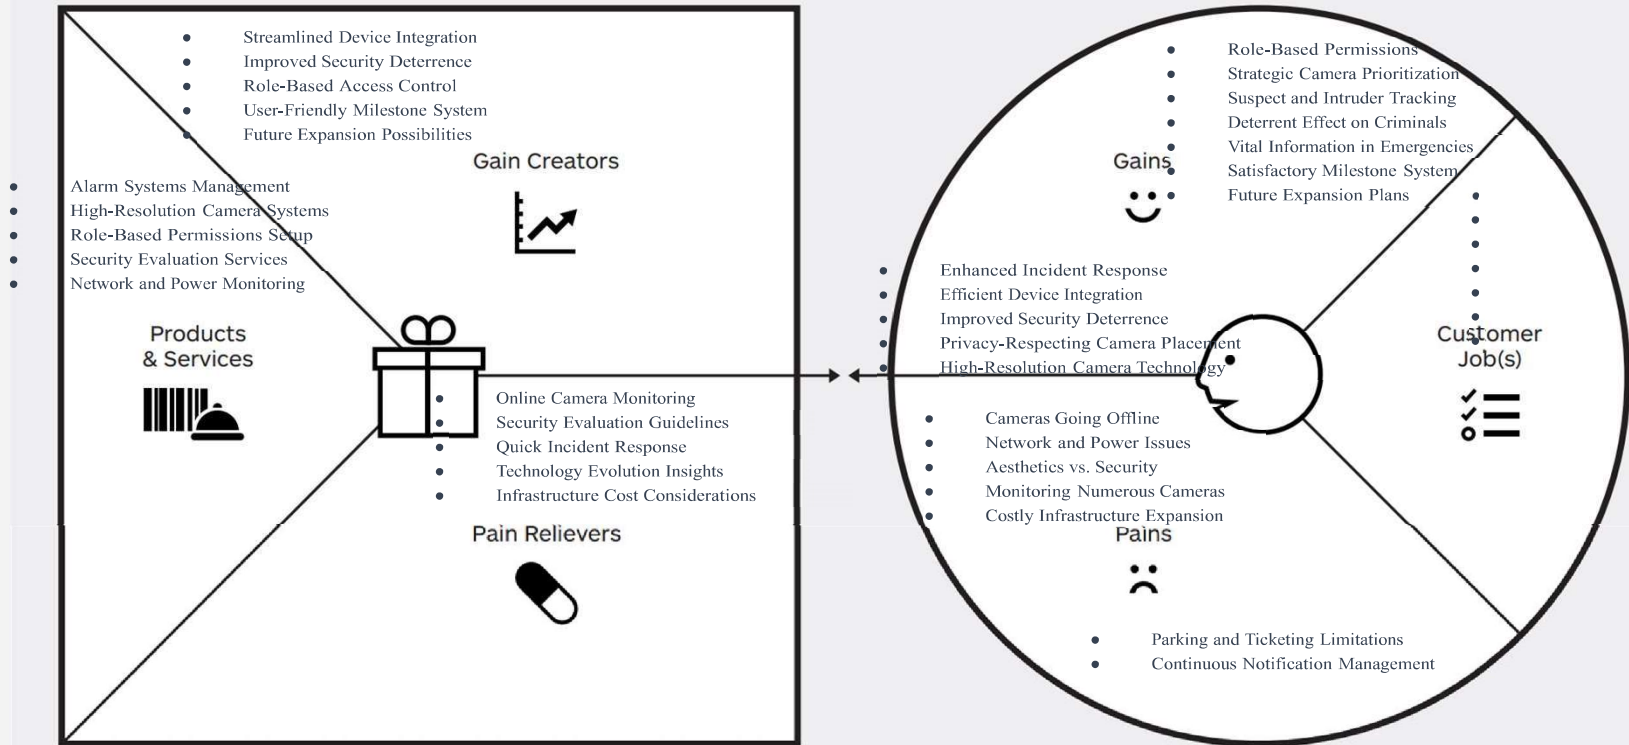 ● Streamlined Device Integration
● Improved Security Deterrence
● Role-Based Access Control
● User-Friendly Milestone System
● Future Expansion Possibilities
Gain Creators
● Alarm Systems Management
● High-Resolution Camera Systems
● Role-Based Permissions Setup
● Security Evaluation Services
● Network and Power Monitoring
Products
& Services
● Online Camera Monitoring
● Security Evaluation Guidelines
● Quick Incident Response
● Technology Evolution Insights
● Infrastructure Cost Considerations
Pain Relievers
● Role-Based Permissions
● Strategic Camera Prioritization
● Suspect and Intruder Tracking
● Deterrent Effect on Criminals
● Vital Information in Emergencies
● Satisfactory Milestone System
● Future Expansion Plans
Gains
● Enhanced Incident Response
● Efficient Device Integration
● Improved Security Deterrence
● Privacy-Respecting Camera Placement
● High-Resolution Camera Technology
Customer
Job(s)
● Cameras Going Offline
● Network and Power Issues
● Aesthetics vs. Security
● Monitoring Numerous Cameras
● Costly Infrastructure Expansion
Pains
● Parking and Ticketing Limitations
● Continuous Notification Management